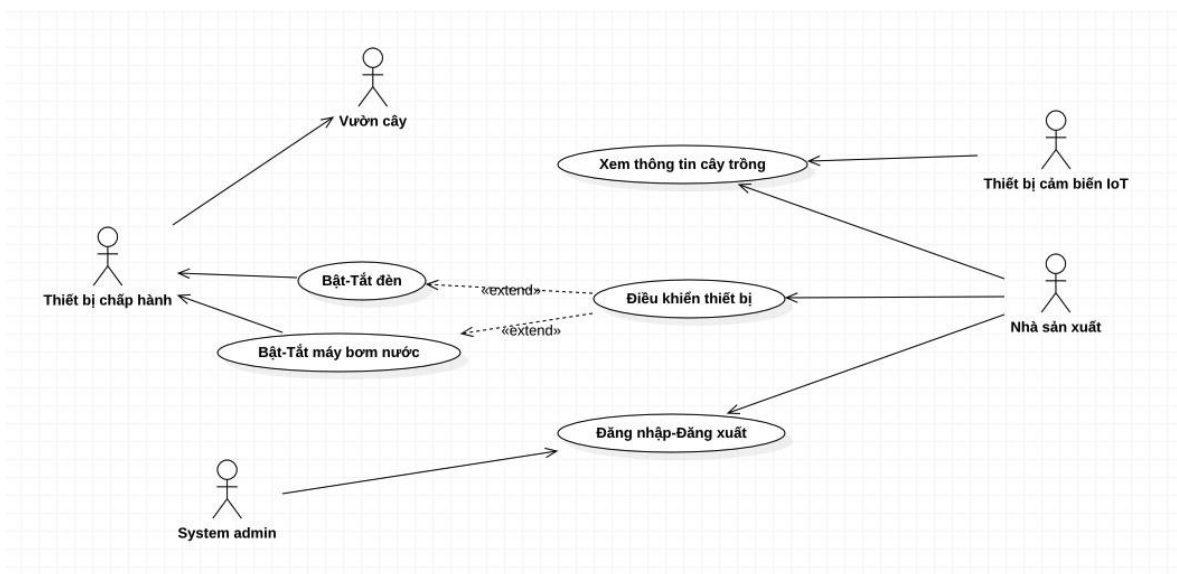 Vườn cây
Xem thông tin cây trồng
Thiết bị cảm biến IoT
Bật-Tắt đèn
«extend»
Điều khiển thiết bị
Thiết bị chấp hành
Nhà sản xuất
«extend»
Bật-Tắt máy bơm nước
Đăng nhập-Đăng xuất
System admin